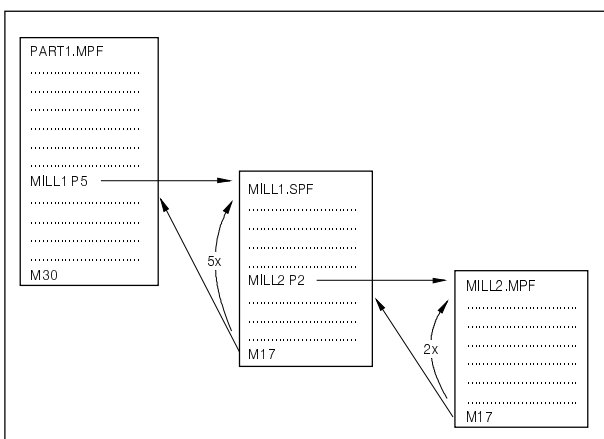 PART1.MPF
MILL1 P5
M30
MILL1.SPF
5x
MILL2 P2
M17
MILL2.MPF
2x
M17